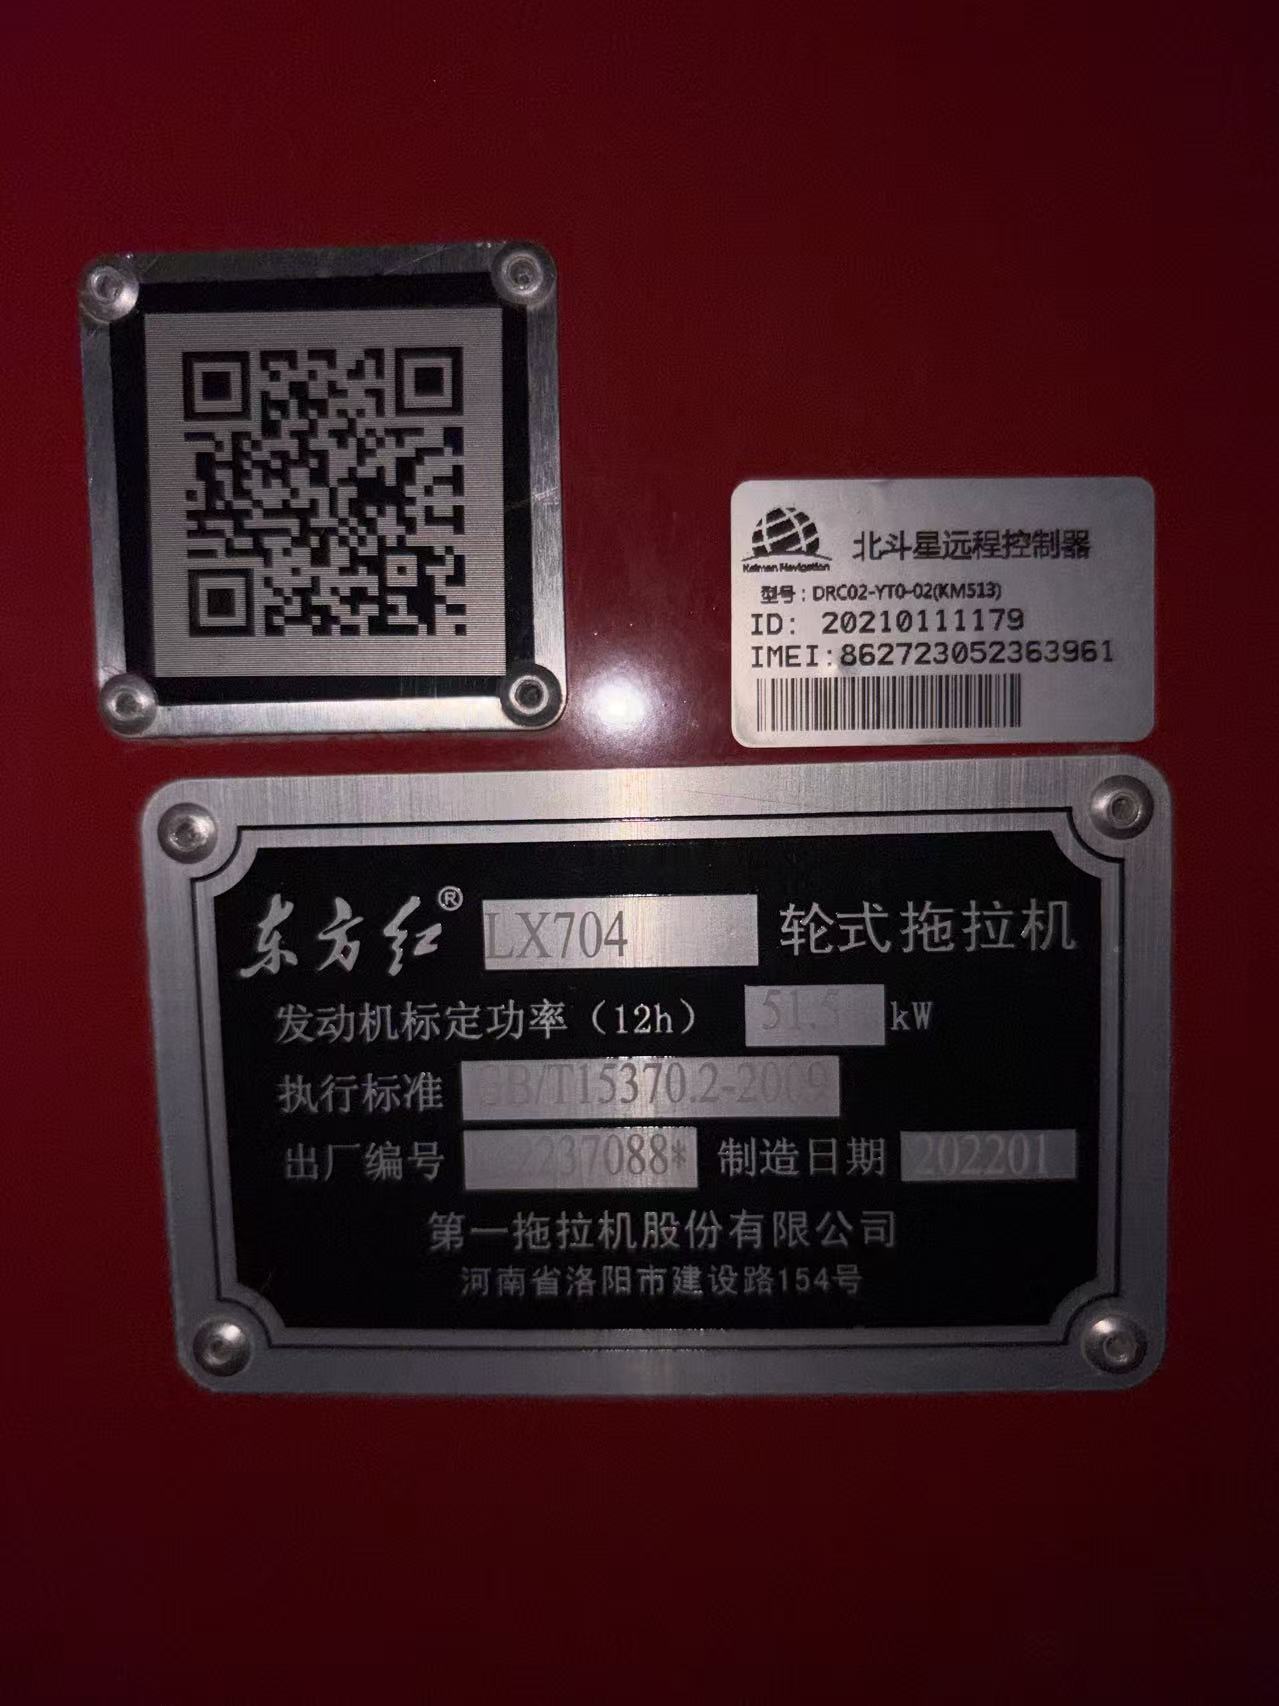 北斗星远程控制器
Kaiman Navigation
型号:DRC02-YT0-02(KM513)
ID: 20210111179
IMEI:862723052363961
东方红® LX704 轮式拖拉机
发动机标定功率(12h) 51.5 kW
执行标准 GB/T15370.2-2009
出厂编号 2237088* 制造日期 202201
第一拖拉机股份有限公司
河南省洛阳市建设路154号